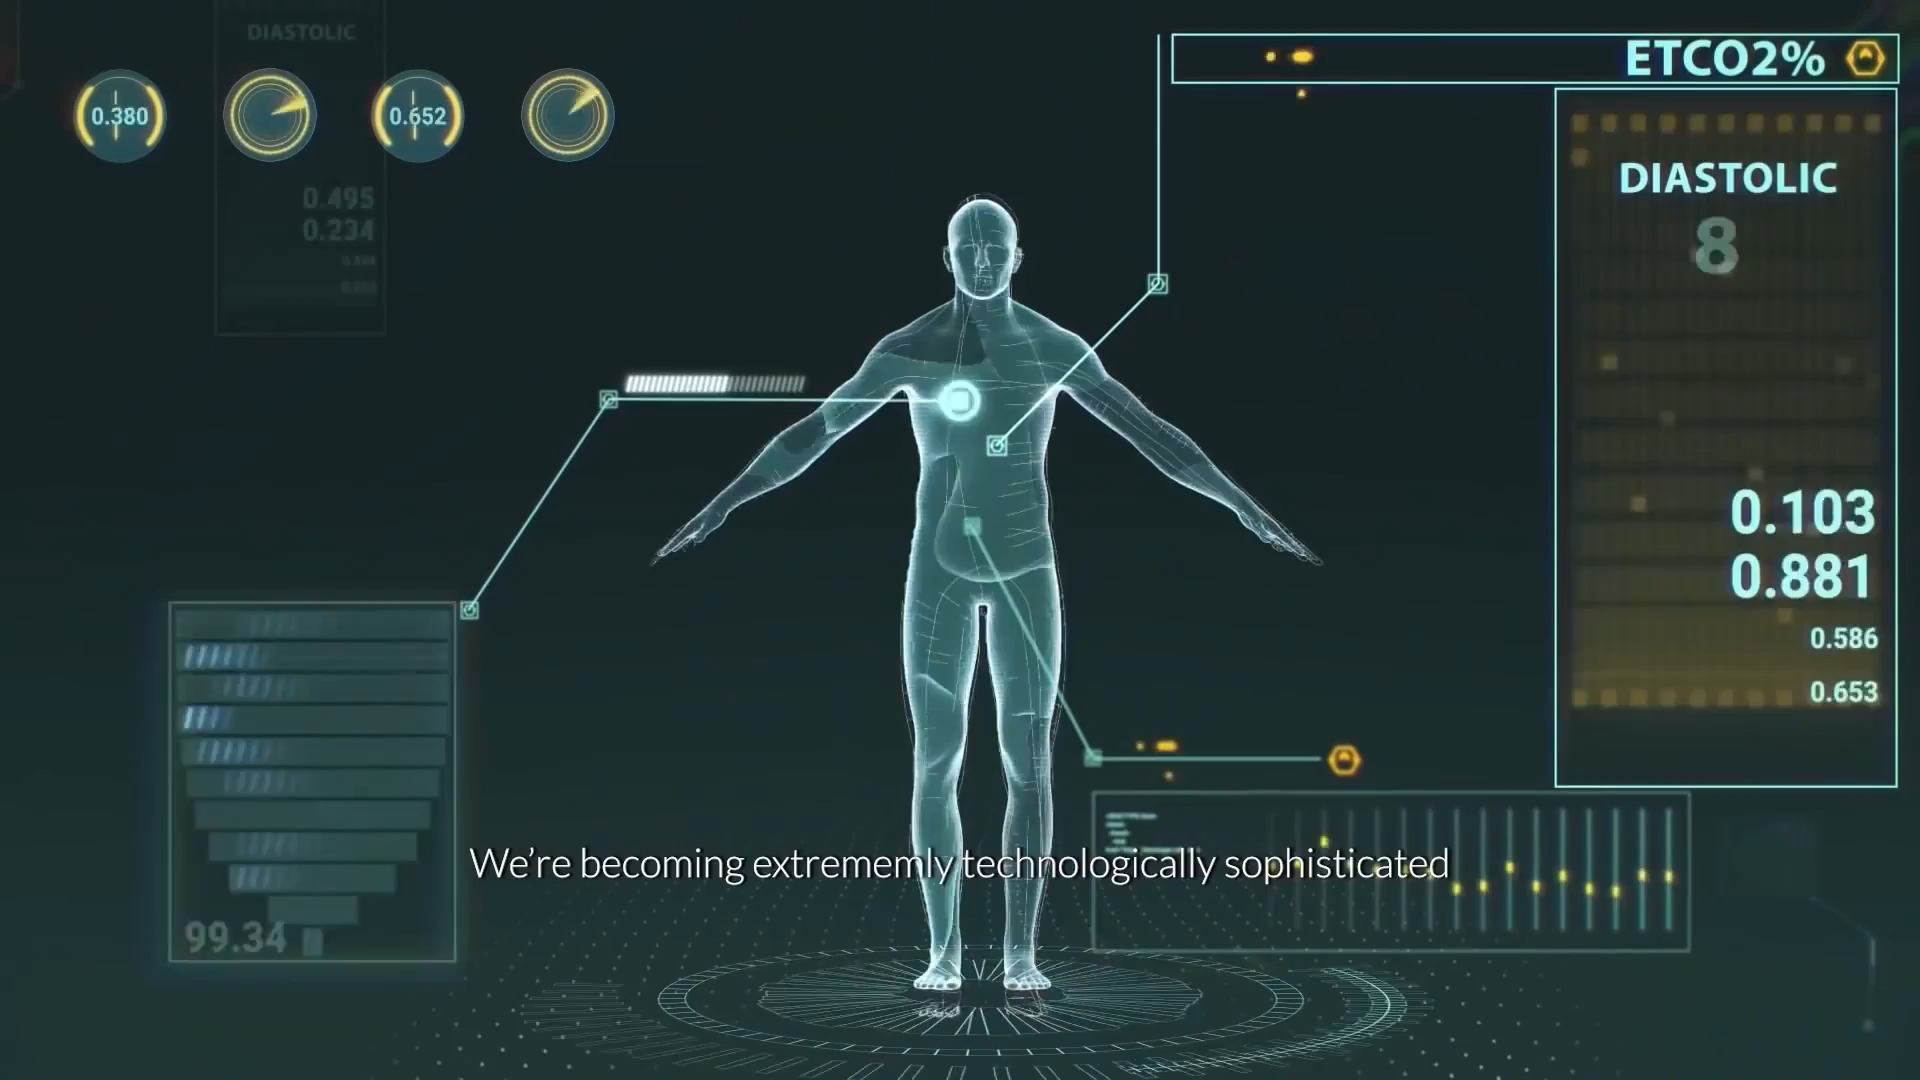 DIASTOLIC
ETCO2%
0.380
0.652
DIASTOLIC
0.495
0.234
8
0.103
0.881
0.586
0.653
We’re becoming extrememly technologically sophisticated
99.34